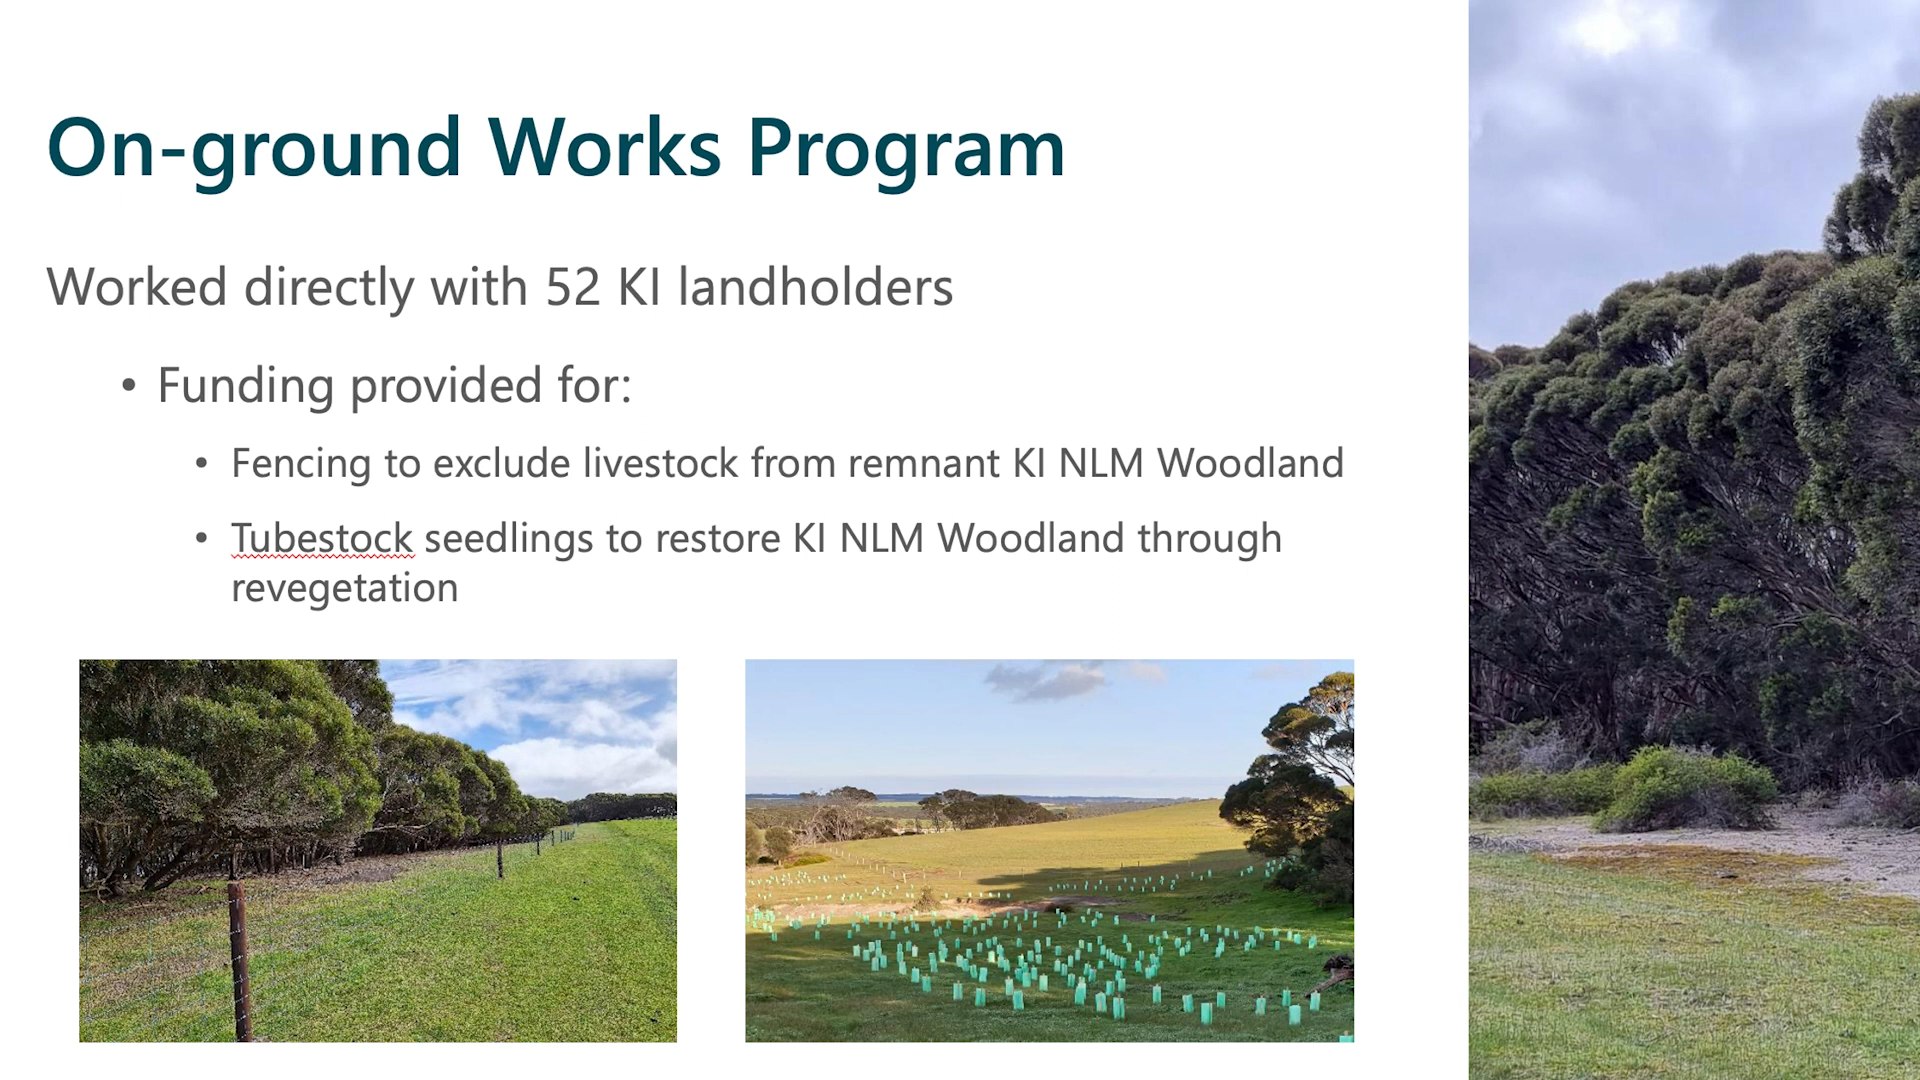 On-ground Works Program
Worked directly with 52 KI landholders
• Funding provided for:
• Fencing to exclude livestock from remnant KI NLM Woodland
• Tubestock seedlings to restore KI NLM Woodland through
revegetation